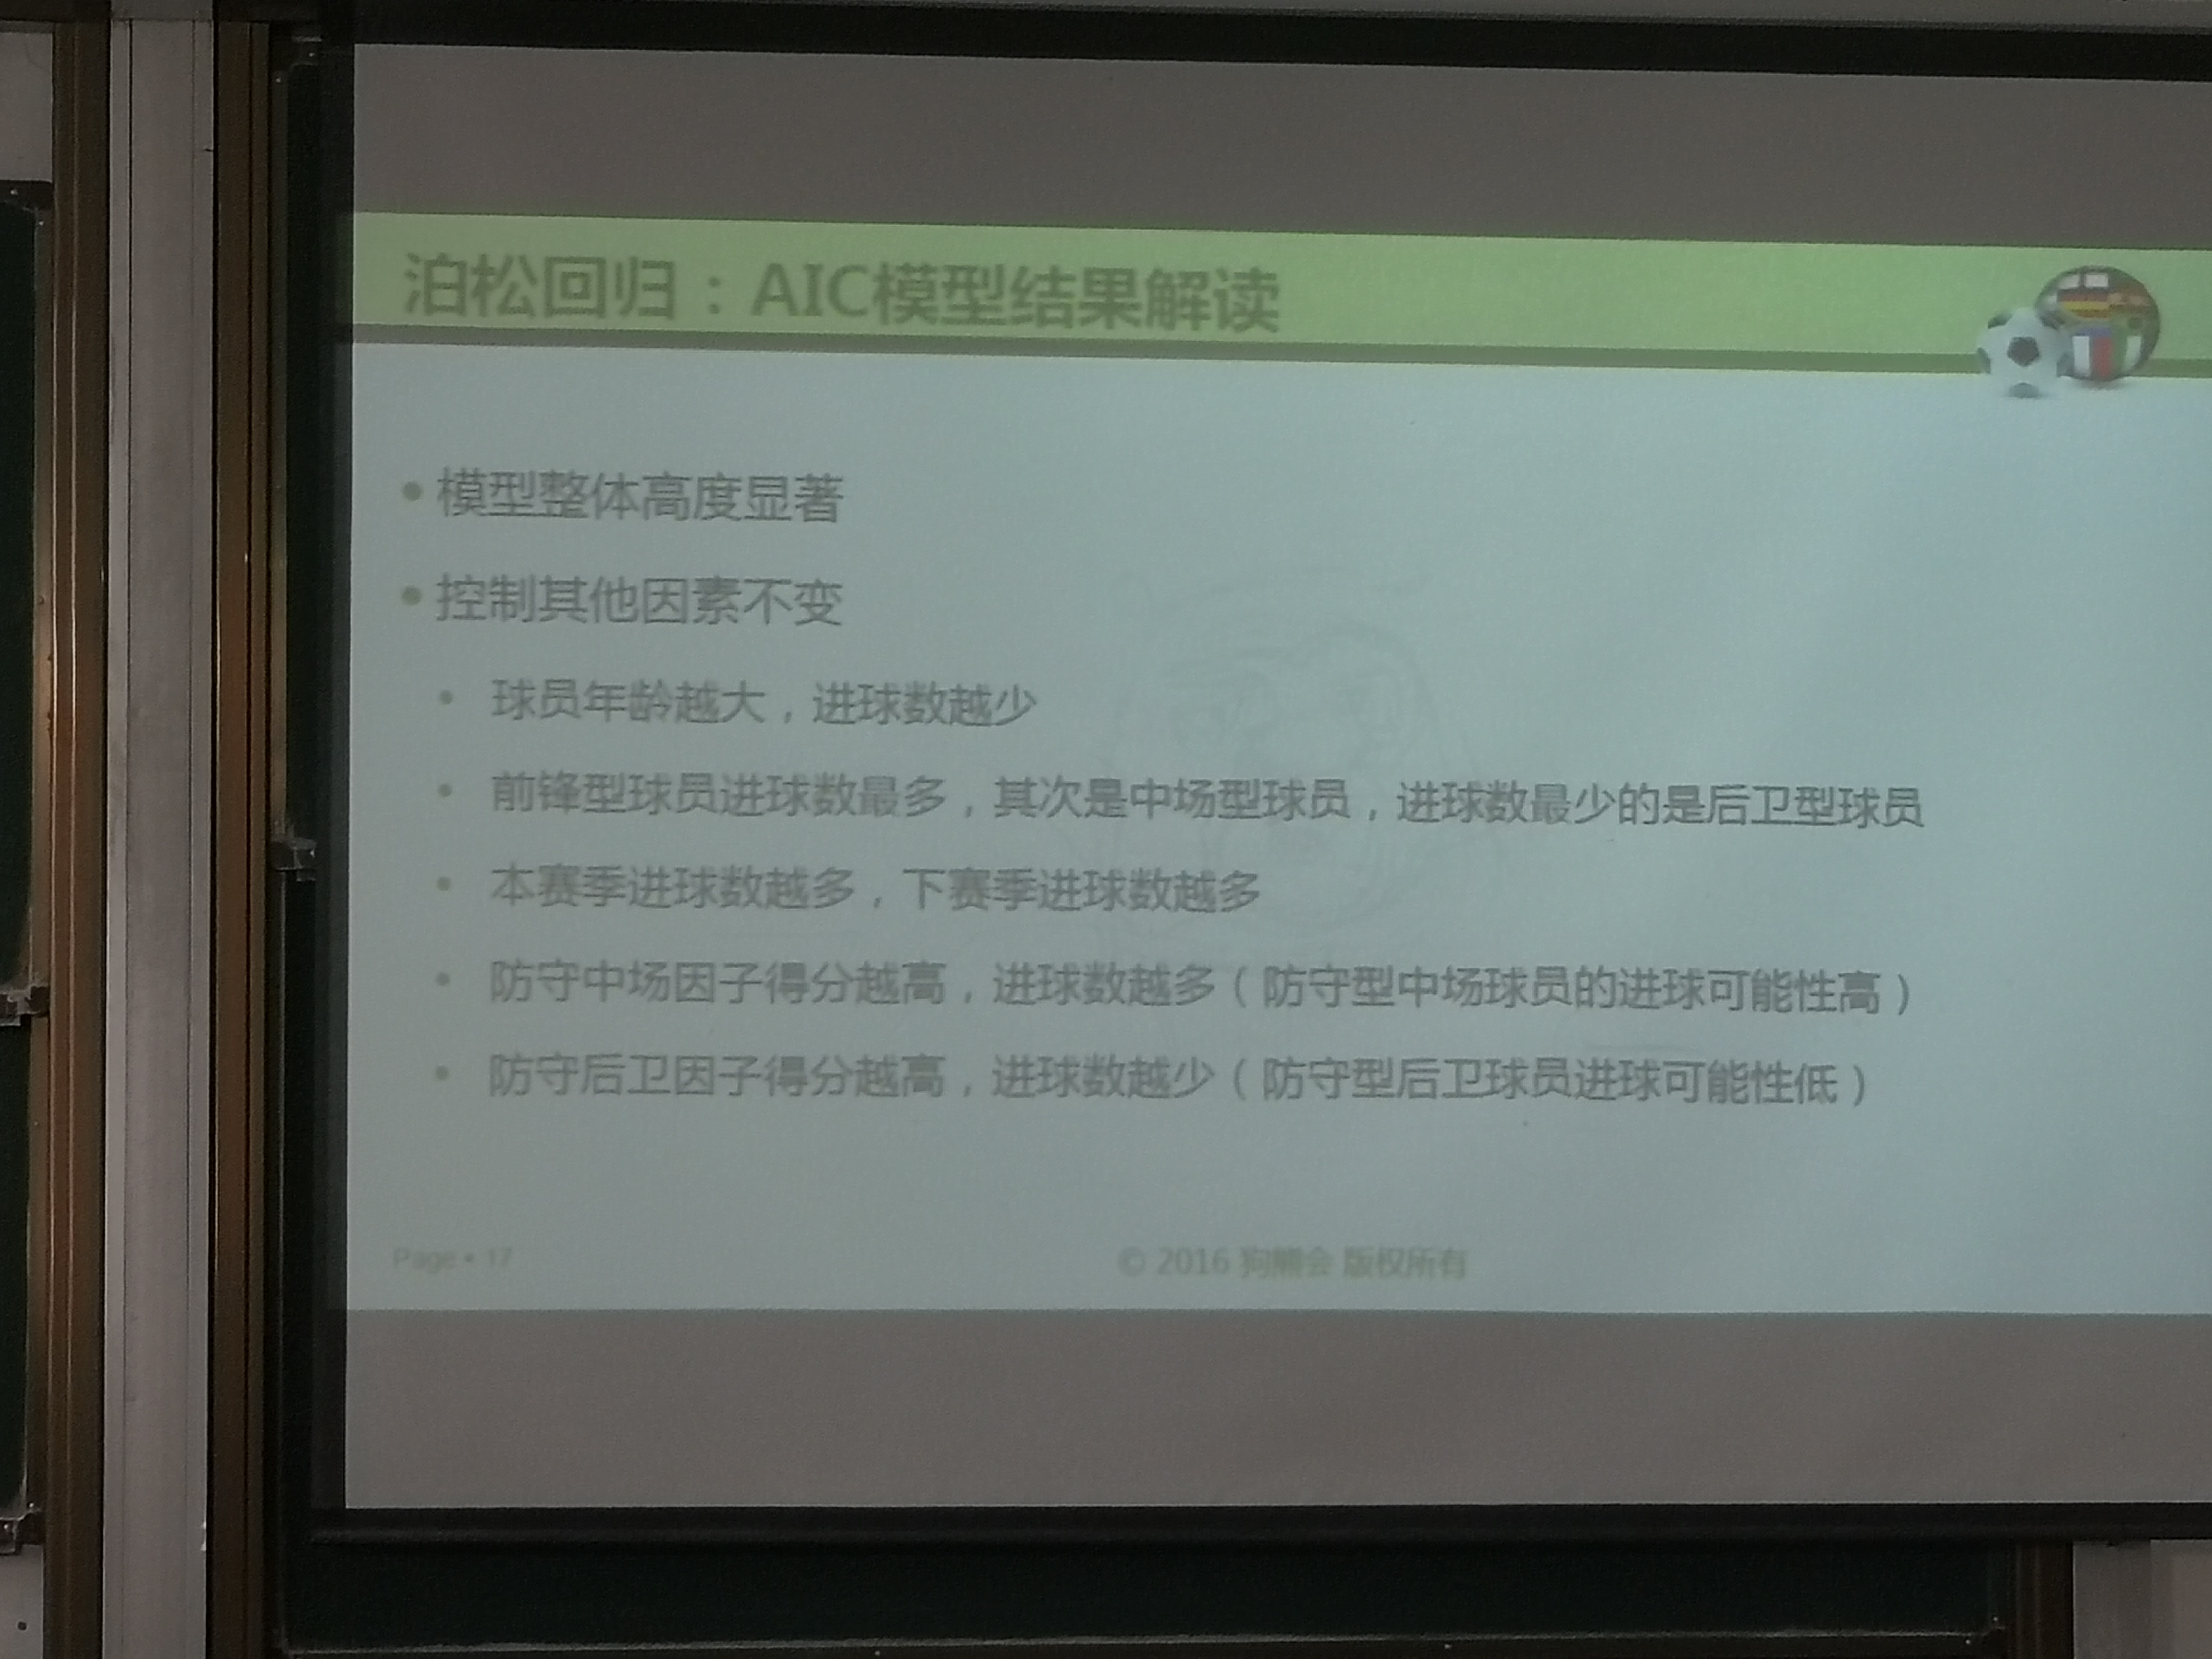 泊松回归：AIC模型结果解读
•模型整体高度显著
•控制其他因素不变
• 球员年龄越大，进球数越少
• 前锋型球员进球数最多，其次是中场型球员，进球数最少的是后卫型球员
• 本赛季进球数越多，下赛季进球数越多
• 防守中场因子得分越高，进球数越多（防守型中场球员的进球可能性高）
• 防守后卫因子得分越高，进球数越少（防守型后卫球员进球可能性低）
Page • 17
© 2016 狗熊会 版权所有